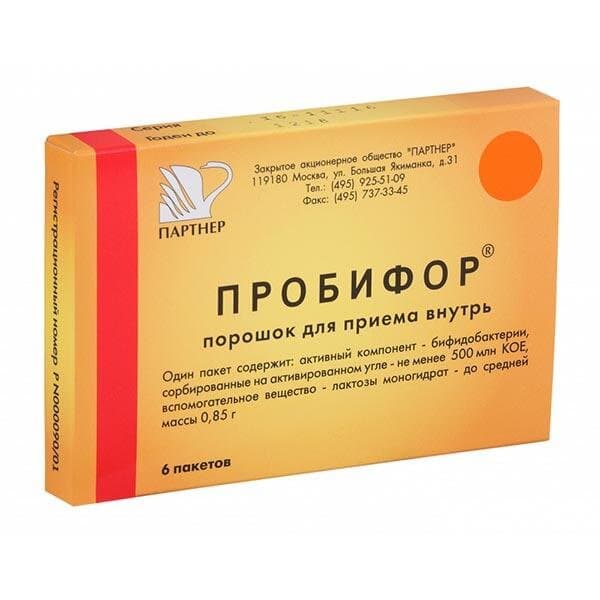 Серия
Годен до
1218
Закрытое акционерное общество "ПАРТНЕР"
119180 Москва, ул. Большая Якиманка, д.31
Тел.: (495) 925-51-09
Факс: (495) 737-33-45
ПАРТНЕР
ПРОБИФОР®
порошок для приема внутрь
Один пакет содержит: активный компонент - бифидобактерии,
сорбированные на активированном угле - не менее 500 млн КОЕ,
вспомогательное вещество - лактозы моногидрат - до средней
массы 0,85 г
6 пакетов
Регистрационный номер Р N000090/01